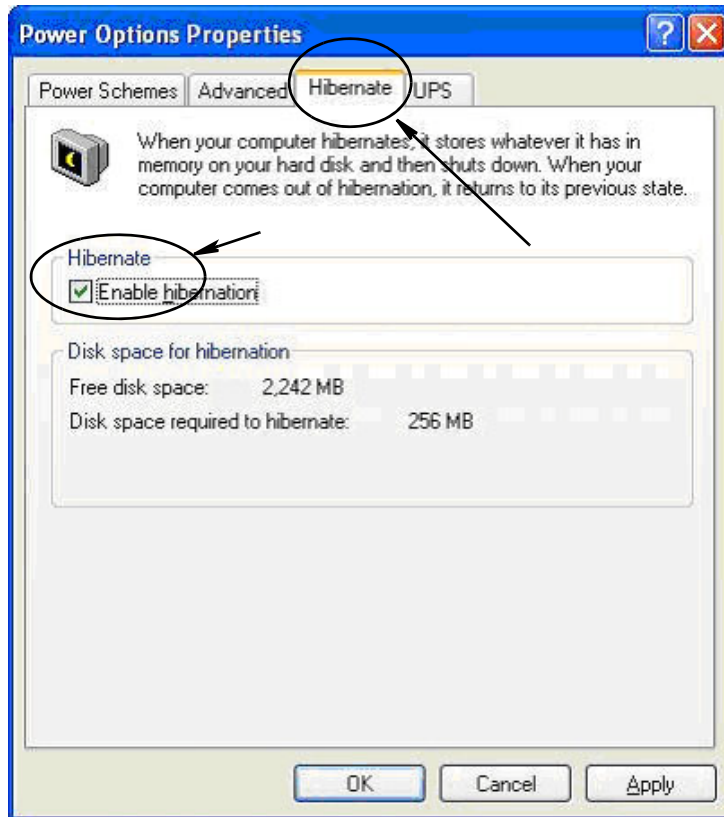 Power Options Properties
Power Schemes Advanced Hibernate UPS
When your computer hibernates, it stores whatever it has in
memory on your hard disk and then shuts down. When your
computer comes out of hibernation, it returns to its previous state.
Hibernate
Enable hibernation
Disk space for hibernation
Free disk space: 2,242 MB
Disk space required to hibernate: 256 MB
OK Cancel Apply